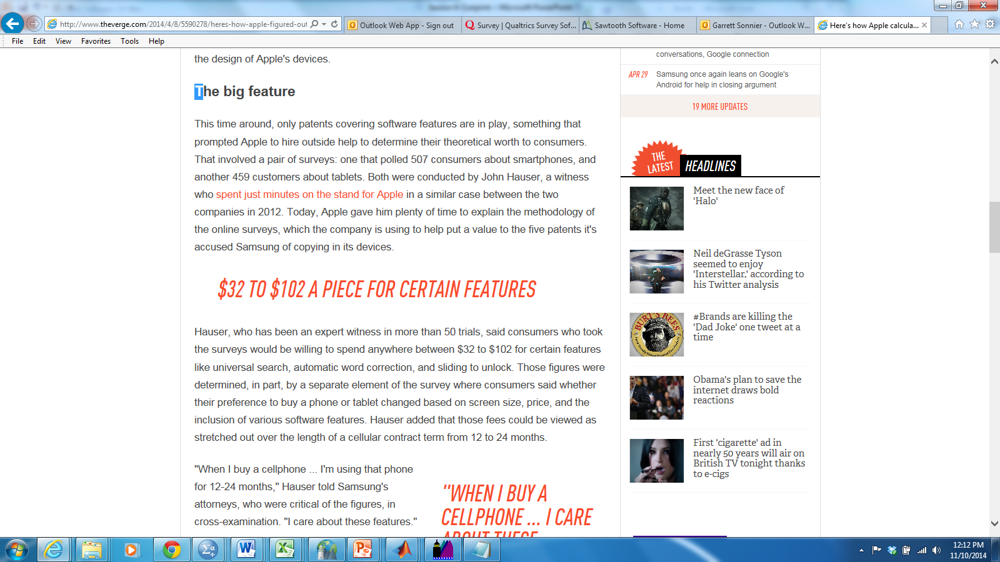 http://www.theverge.com/2014/4/8/5590278/heres-how-apple-figured-out
Outlook Web App - Sign out
Survey | Qualtrics Survey Sof...
Sawtooth Software - Home
Garrett Sonnier - Outlook W...
Here's how Apple calcula...
File Edit View Favorites Tools Help
the design of Apple's devices.
The big feature
This time around, only patents covering software features are in play, something that
prompted Apple to hire outside help to determine their theoretical worth to consumers.
That involved a pair of surveys: one that polled 507 consumers about smartphones, and
another 459 customers about tablets. Both were conducted by John Hauser, a witness
who spent just minutes on the stand for Apple in a similar case between the two
companies in 2012. Today, Apple gave him plenty of time to explain the methodology of
the online surveys, which the company is using to help put a value to the five patents it's
accused Samsung of copying in its devices.
$32 TO $102 A PIECE FOR CERTAIN FEATURES
Hauser, who has been an expert witness in more than 50 trials, said consumers who took
the surveys would be willing to spend anywhere between $32 to $102 for certain features
like universal search, automatic word correction, and sliding to unlock. Those figures were
determined, in part, by a separate element of the survey where consumers said whether
their preference to buy a phone or tablet changed based on screen size, price, and the
inclusion of various software features. Hauser added that those fees could be viewed as
stretched out over the length of a cellular contract term from 12 to 24 months.
"When I buy a cellphone ... I'm using that phone
for 12-24 months," Hauser told Samsung's
attorneys, who were critical of the figures, in
cross-examination. "I care about these features."
"WHEN I BUY A
CELLPHONE ... I CARE
ABOUT THESE
conversations, Google connection
APR 29
Samsung once again leans on Google's
Android for help in closing argument
19 MORE UPDATES
THE
LATEST
HEADLINES
Meet the new face of
'Halo'
Neil deGrasse Tyson
seemed to enjoy
'Interstellar,' according to
his Twitter analysis
BURT'S BEES
#Brands are killing the
'Dad Joke' one tweet at a
time
Obama's plan to save the
internet draws bold
reactions
First 'cigarette' ad in
nearly 50 years will air on
British TV tonight thanks
to e-cigs
12:12 PM
11/10/2014